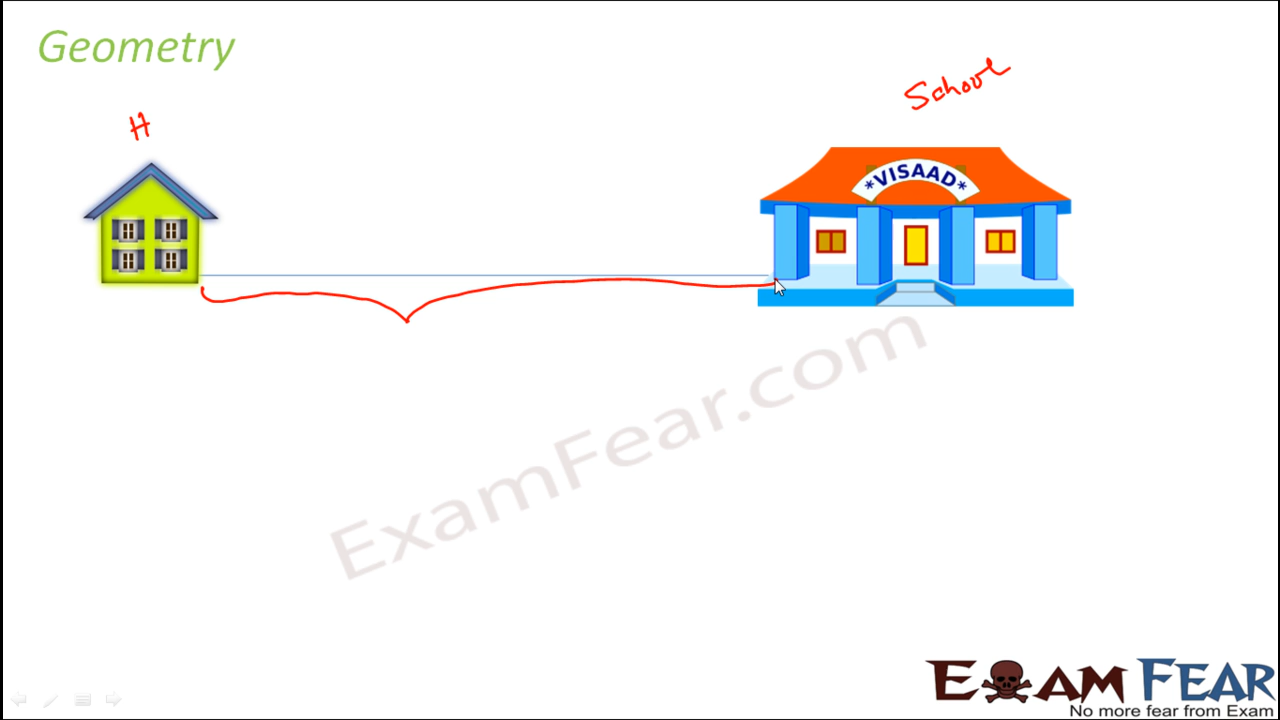 Geometry
H
School
*VISAAD*
ExamFear.com
EXAM FEAR
No more fear from Exam